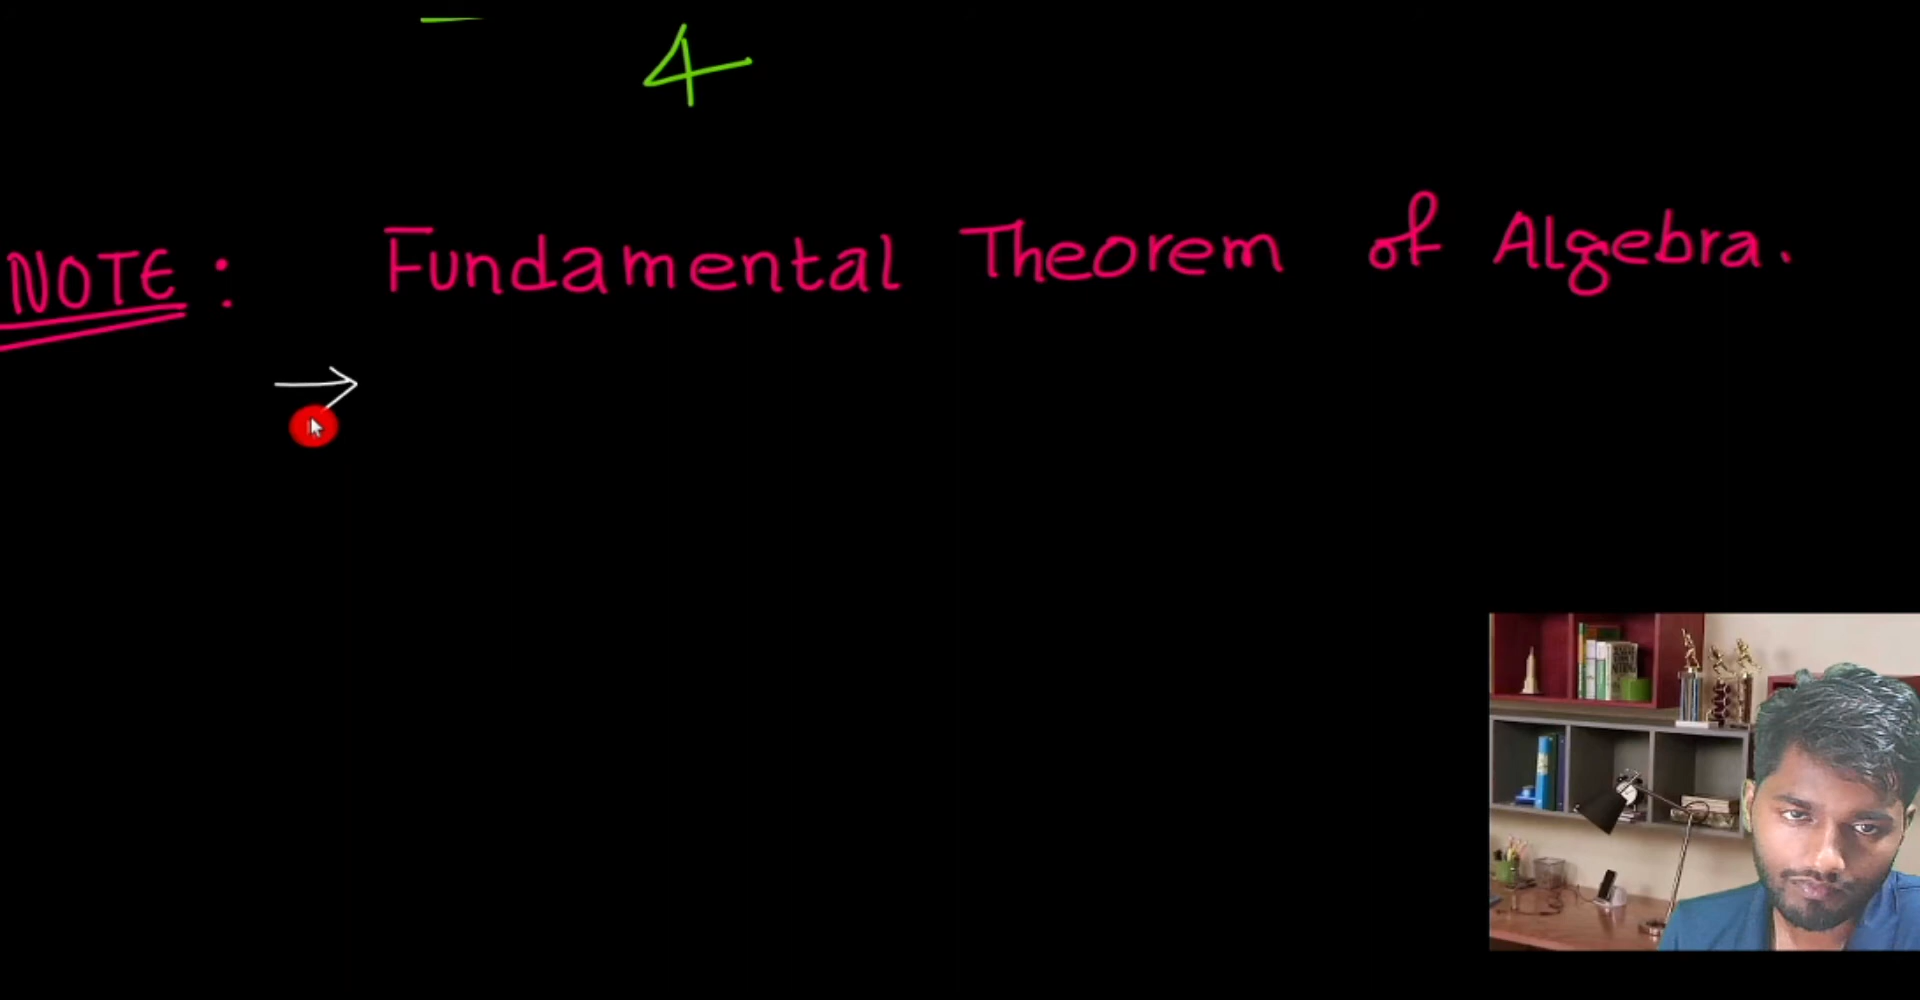 4
NOTE : Fundamental Theorem of Algebra.
→